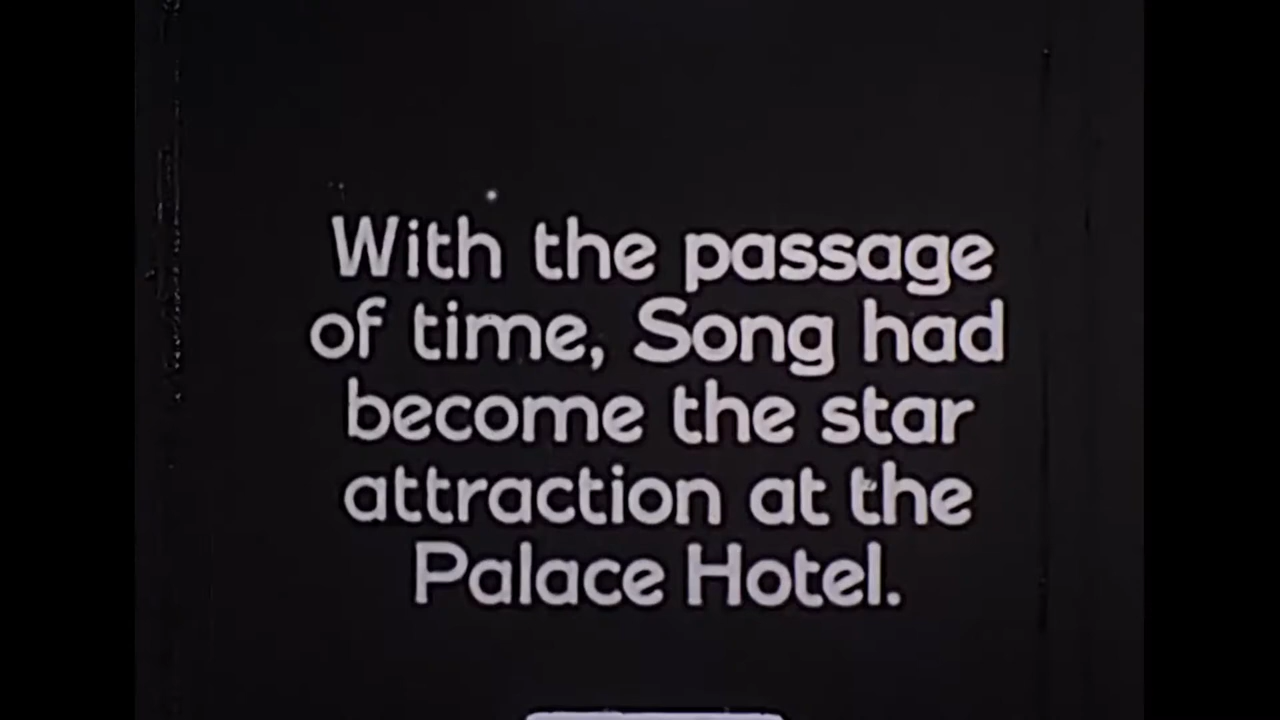 With the passage
of time, Song had
become the star
attraction at the
Palace Hotel.